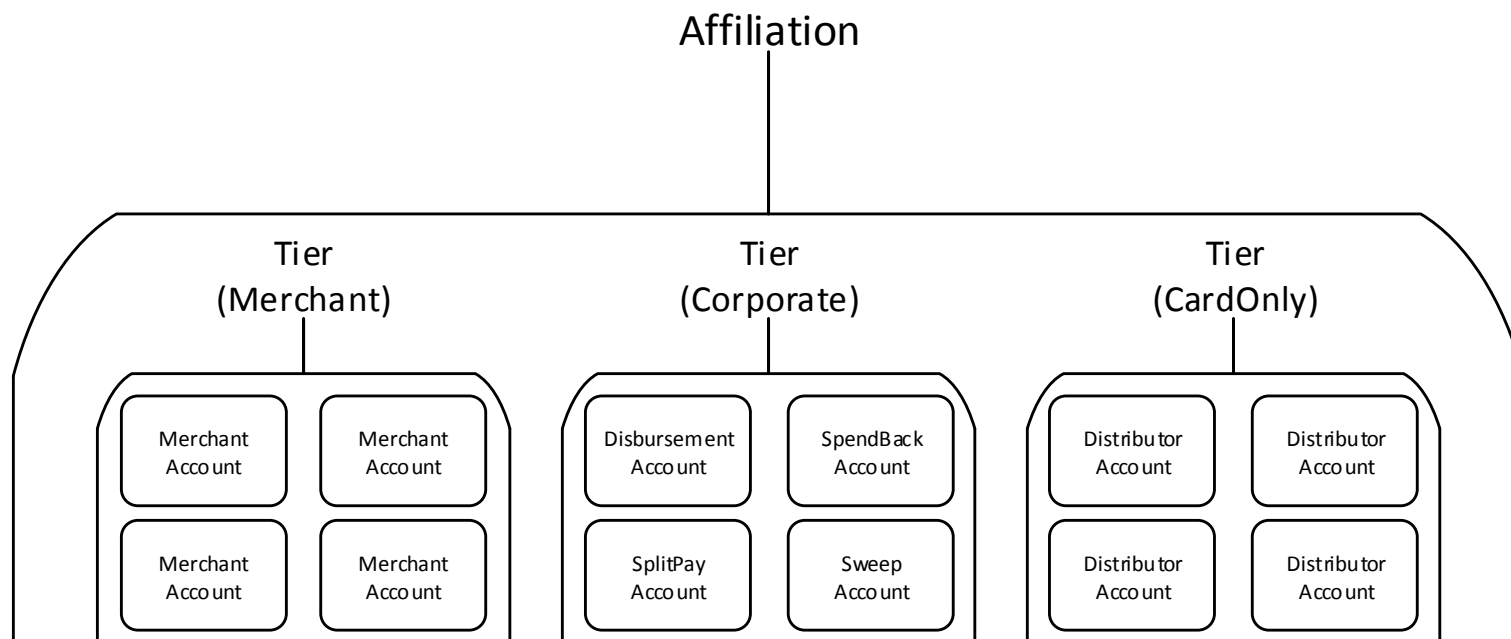 Affiliation
Tier
(Merchant)
Tier
(Corporate)
Tier
(CardOnly)
Merchant
Account
Merchant
Account
Disbursement
Account
SpendBack
Account
Distributor
Account
Distributor
Account
Merchant
Account
Merchant
Account
SplitPay
Account
Sweep
Account
Distributor
Account
Distributor
Account